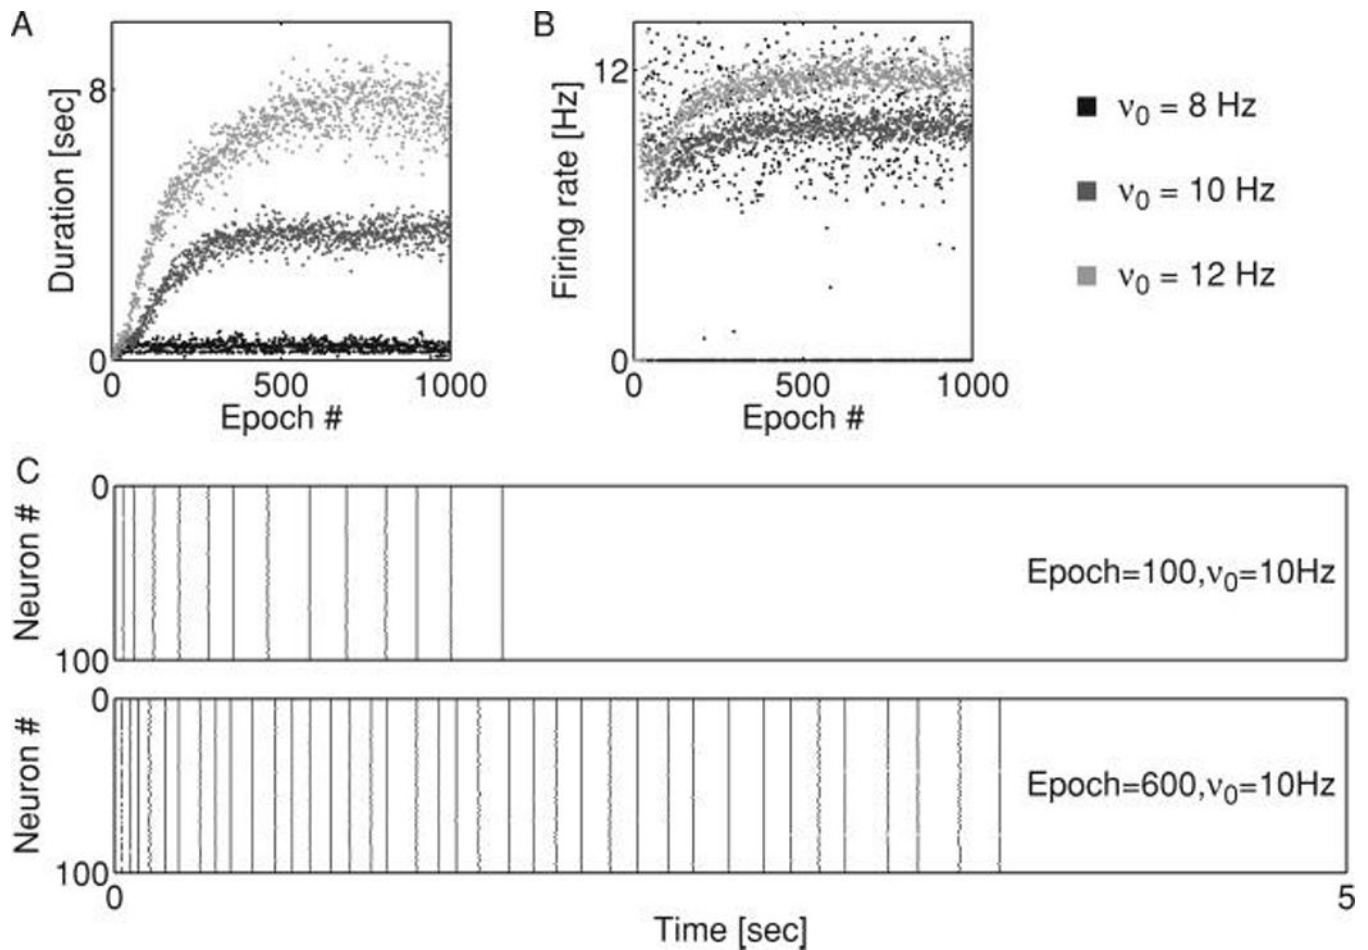 A
Duration [sec]
8
0
0 500 1000
Epoch #
B
Firing rate [Hz]
12
0
0 500 1000
Epoch #
ν₀ = 8 Hz
ν₀ = 10 Hz
ν₀ = 12 Hz
C
Neuron #
0
100
Epoch=100,ν₀=10Hz
Neuron #
0
100
Epoch=600,ν₀=10Hz
0 5
Time [sec]